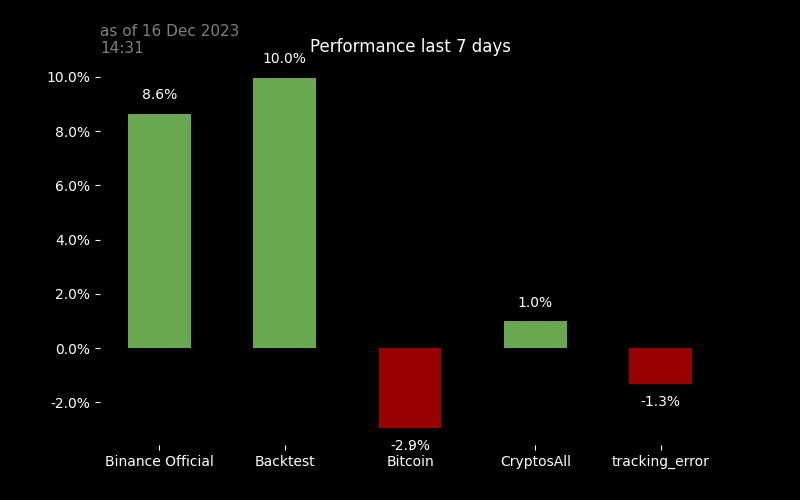 as of 16 Dec 2023
14:31
Performance last 7 days
10.0%
8.0%
6.0%
4.0%
2.0%
0.0%
-2.0%
8.6%
10.0%
-2.9%
1.0%
-1.3%
Binance Official
Backtest
Bitcoin
CryptosAll
tracking_error